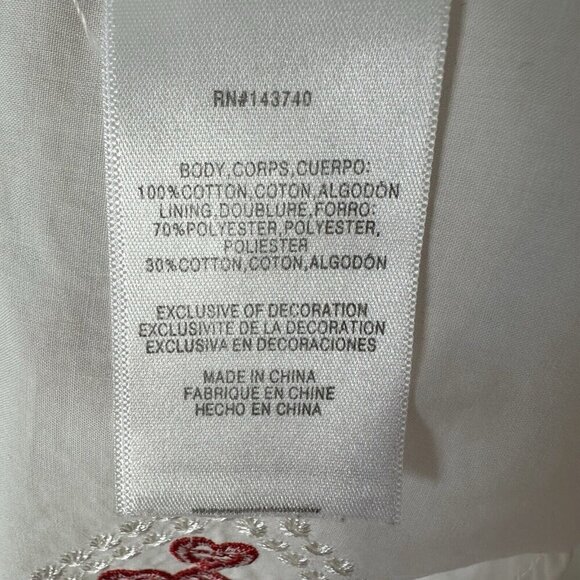 RN#143740
BODY,CORPS,CUERPO:
100%COTTON,COTON,ALGODÓN
LINING,DOUBLURE,FORRO:
70%POLYESTER,POLYESTER,
POLIESTER
30%COTTON,COTON,ALGODÓN
EXCLUSIVE OF DECORATION
EXCLUSIVITE DE LA DECORATION
EXCLUSIVA EN DECORACIONES
MADE IN CHINA
FABRIQUE EN CHINE
HECHO EN CHINA